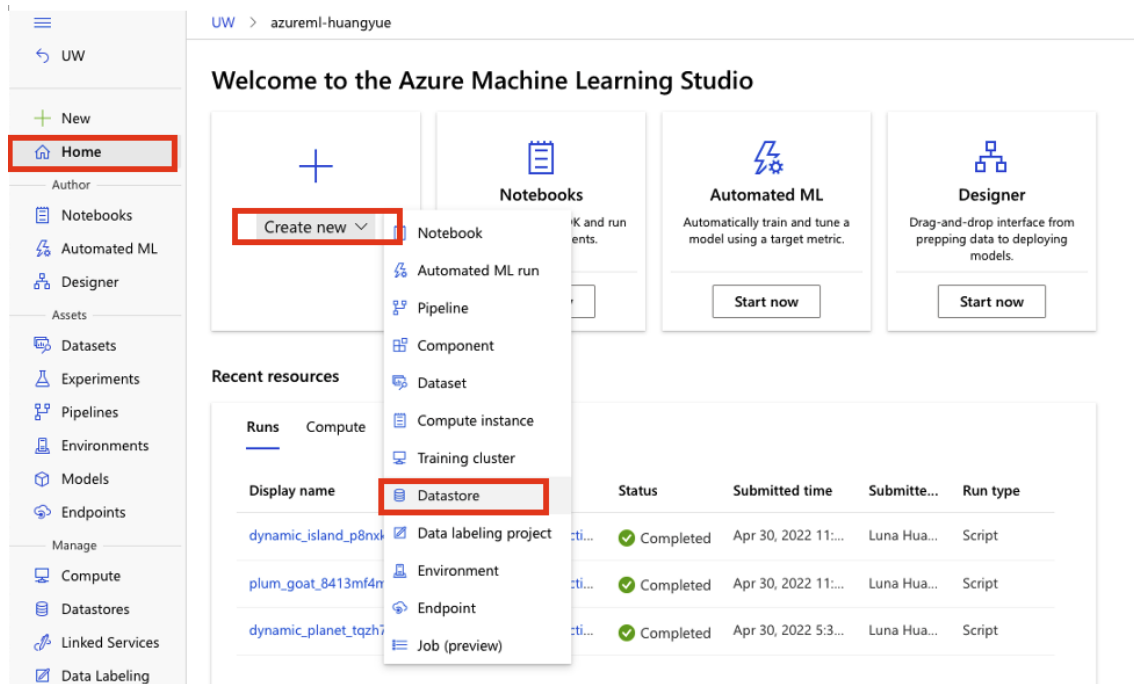 UW > azureml-huangyue
UW
New
Home
Author
Notebooks
Automated ML
Designer
Assets
Datasets
Experiments
Pipelines
Environments
Models
Endpoints
Manage
Compute
Datastores
Linked Services
Data Labeling
Welcome to the Azure Machine Learning Studio
Create new
Notebook
Automated ML run
Pipeline
Component
Dataset
Compute instance
Training cluster
Datastore
Data labeling project
Environment
Endpoint
Job (preview)
Notebooks
and run
Automated ML
Automatically train and tune a
model using a target metric.
Start now
Designer
Drag-and-drop interface from
prepping data to deploying
models.
Start now
Recent resources
Runs Compute
Display name Status Submitted time Submitte... Run type
dynamic_island_p8nxk cti... Completed Apr 30, 2022 11:... Luna Hua... Script
plum_goat_8413mf4m cti... Completed Apr 30, 2022 11:... Luna Hua... Script
dynamic_planet_tqzh7 cti... Completed Apr 30, 2022 5:3... Luna Hua... Script